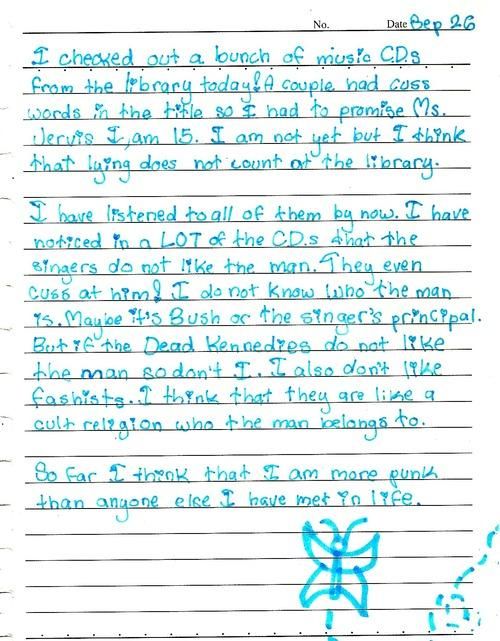 No. Date Sep 26
I checked out a bunch of music CDs
from the library today! A couple had cuss
words in the title so I had to promise Ms.
Jervis I am 15. I am not yet but I think
that lying does not count at the library.
I have listened to all of them by now. I have
noticed in a LOT of the CD.s that the
singers do not like the man. They even
cuss at him! I do not know who the man
is. Maybe it's Bush or the singer's principal.
But if the Dead Kennedies do not like
the man so don't I. I also don't like
fashists. I think that they are like a
cult religion who the man belongs to.
So far I think that I am more punk
than anyone else I have met in life.